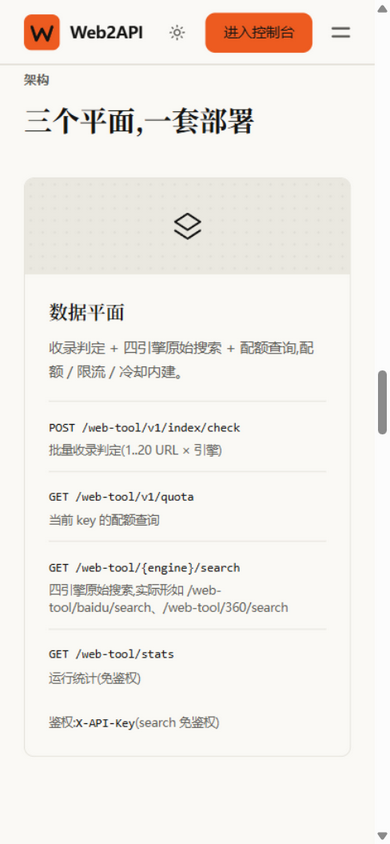 W Web2API 进入控制台
架构
三个平面,一套部署
数据平面
收录判定 + 四引擎原始搜索 + 配额查询,配
额 / 限流 / 冷却内建。
POST /web-tool/v1/index/check
批量收录判定(1..20 URL × 引擎)
GET /web-tool/v1/quota
当前 key 的配额查询
GET /web-tool/{engine}/search
四引擎原始搜索,实际形如 /web-
tool/baidu/search、/web-tool/360/search
GET /web-tool/stats
运行统计(免鉴权)
鉴权:X-API-Key(search 免鉴权)